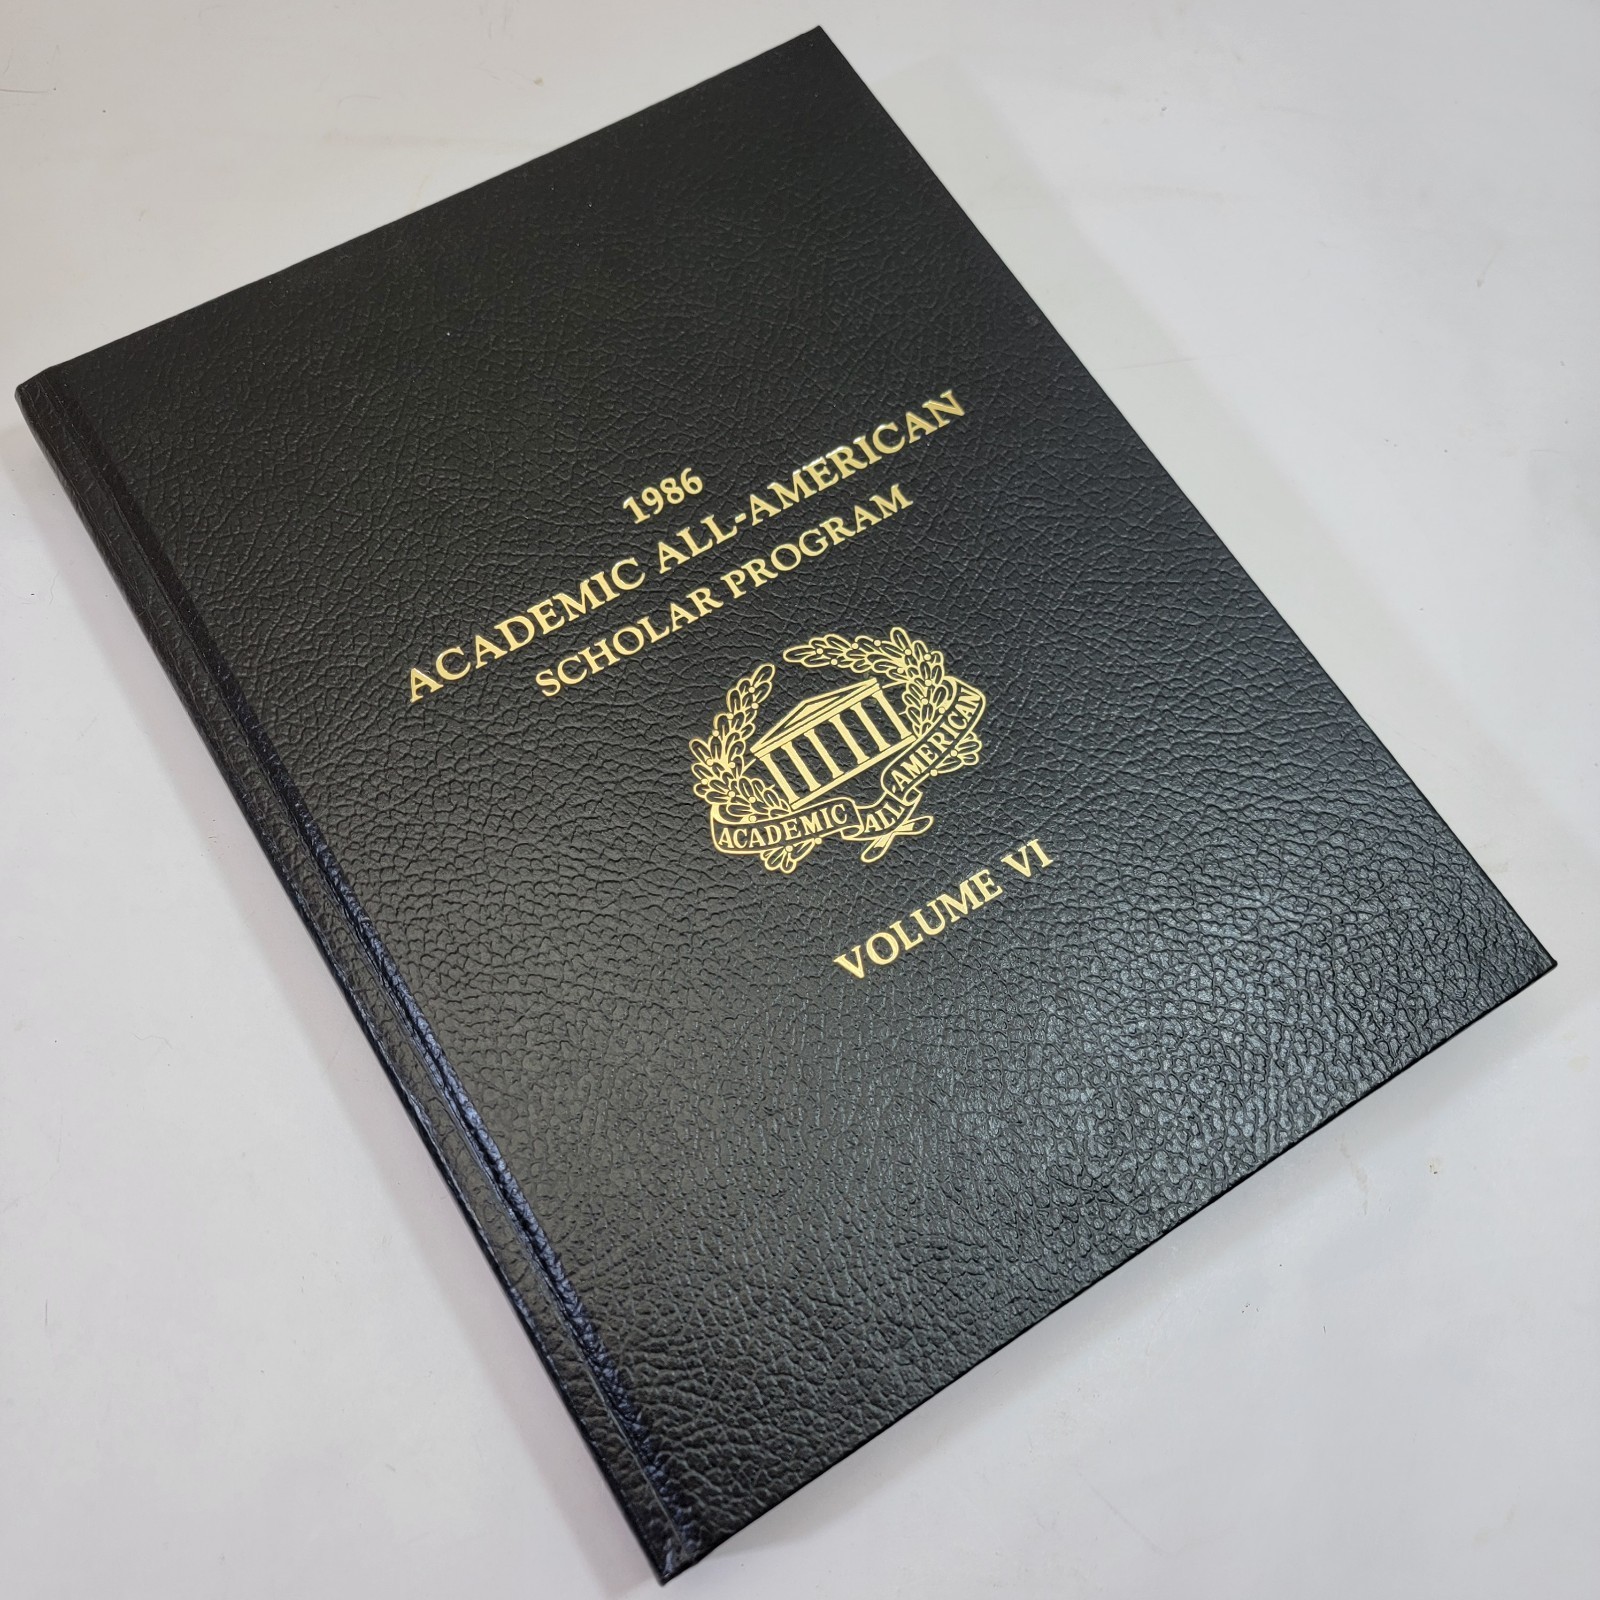 1986
ACADEMIC ALL-AMERICAN
SCHOLAR PROGRAM
ACADEMIC ALL AMERICAN
VOLUME VI